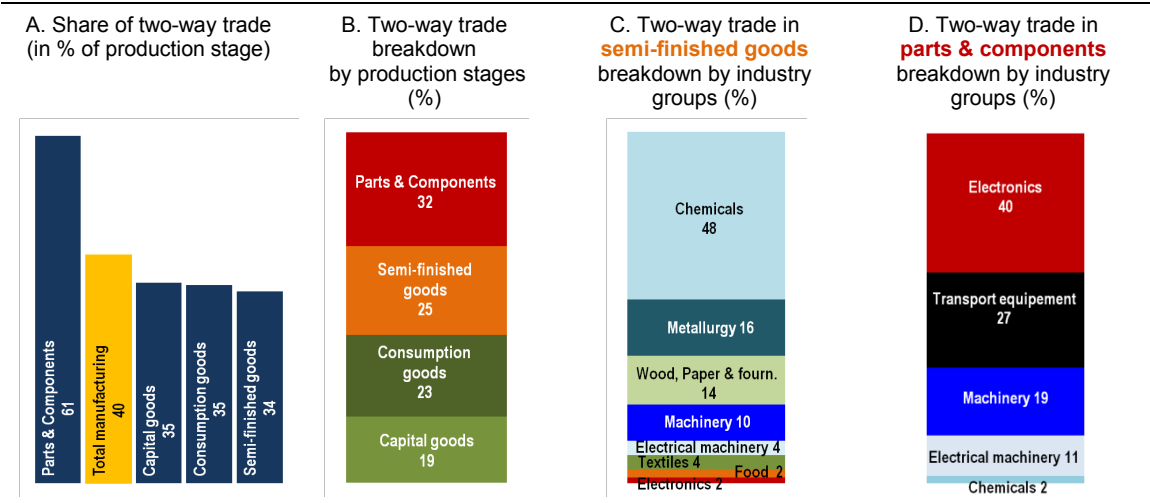 A. Share of two-way trade
(in % of production stage)
B. Two-way trade
breakdown
by production stages
(%)
C. Two-way trade in
semi-finished goods
breakdown by industry
groups (%)
D. Two-way trade in
parts & components
breakdown by industry
groups (%)
Parts & Components
61
Total manufacturing
40
Capital goods
35
Consumption goods
35
Semi-finished goods
34
Parts & Components
32
Semi-finished
goods
25
Consumption
goods
23
Capital goods
19
Chemicals
48
Metallurgy 16
Wood, Paper & fourn.
14
Machinery 10
Electrical machinery 4
Textiles 4
Food 2
Electronics 2
Electronics
40
Transport equipement
27
Machinery 19
Electrical machinery 11
Chemicals 2